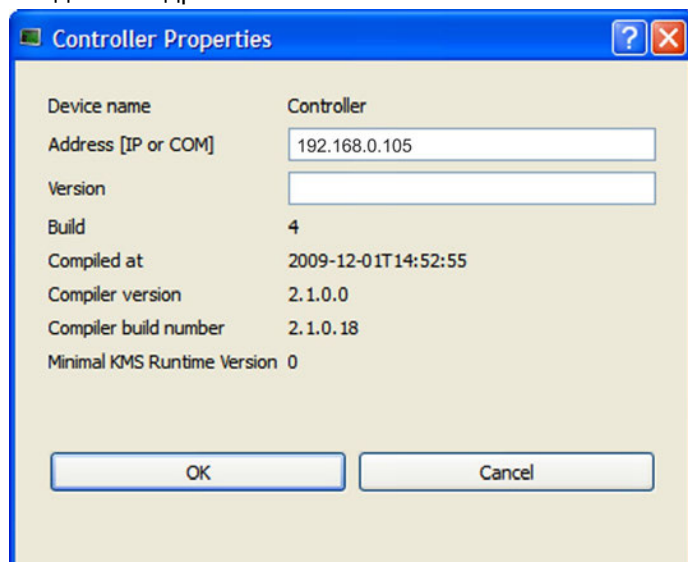 Controller Properties
Device name Controller
Address [IP or COM] 192.168.0.105
Version
Build 4
Compiled at 2009-12-01T14:52:55
Compiler version 2.1.0.0
Compiler build number 2.1.0.18
Minimal KMS Runtime Version 0
OK Cancel